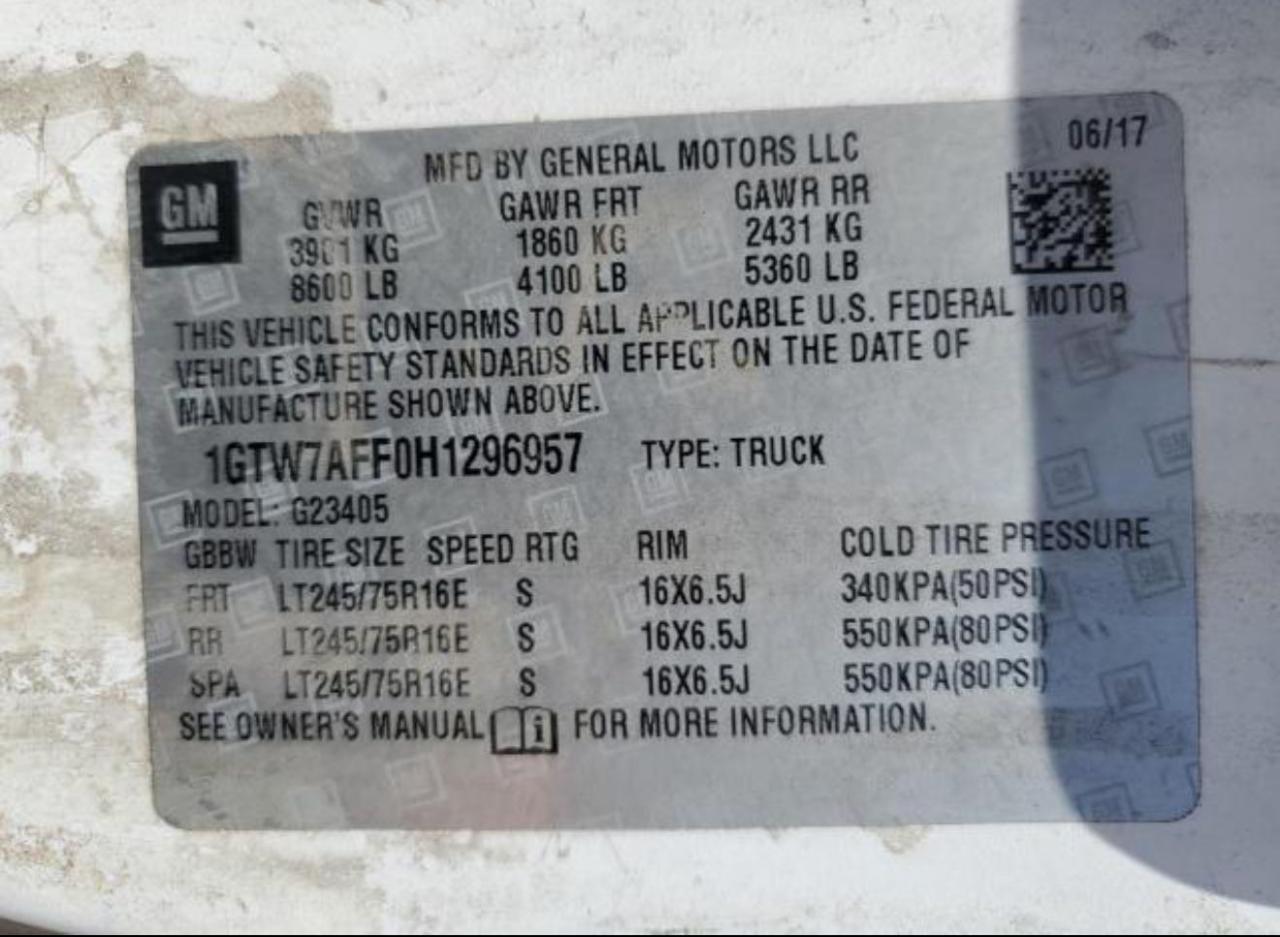 MFD BY GENERAL MOTORS LLC 06/17
GM
GVWR GAWR FRT GAWR RR
3901 KG 1860 KG 2431 KG
8600 LB 4100 LB 5360 LB
THIS VEHICLE CONFORMS TO ALL APPLICABLE U.S. FEDERAL MOTOR
VEHICLE SAFETY STANDARDS IN EFFECT ON THE DATE OF
MANUFACTURE SHOWN ABOVE.
1GTW7AFF0H1296957 TYPE: TRUCK
MODEL: G23405
GBBW TIRE SIZE SPEED RTG RIM COLD TIRE PRESSURE
FRT LT245/75R16E S 16X6.5J 340KPA(50PSI)
RR LT245/75R16E S 16X6.5J 550KPA(80PSI)
SPA LT245/75R16E S 16X6.5J 550KPA(80PSI)
SEE OWNER'S MANUAL i FOR MORE INFORMATION.